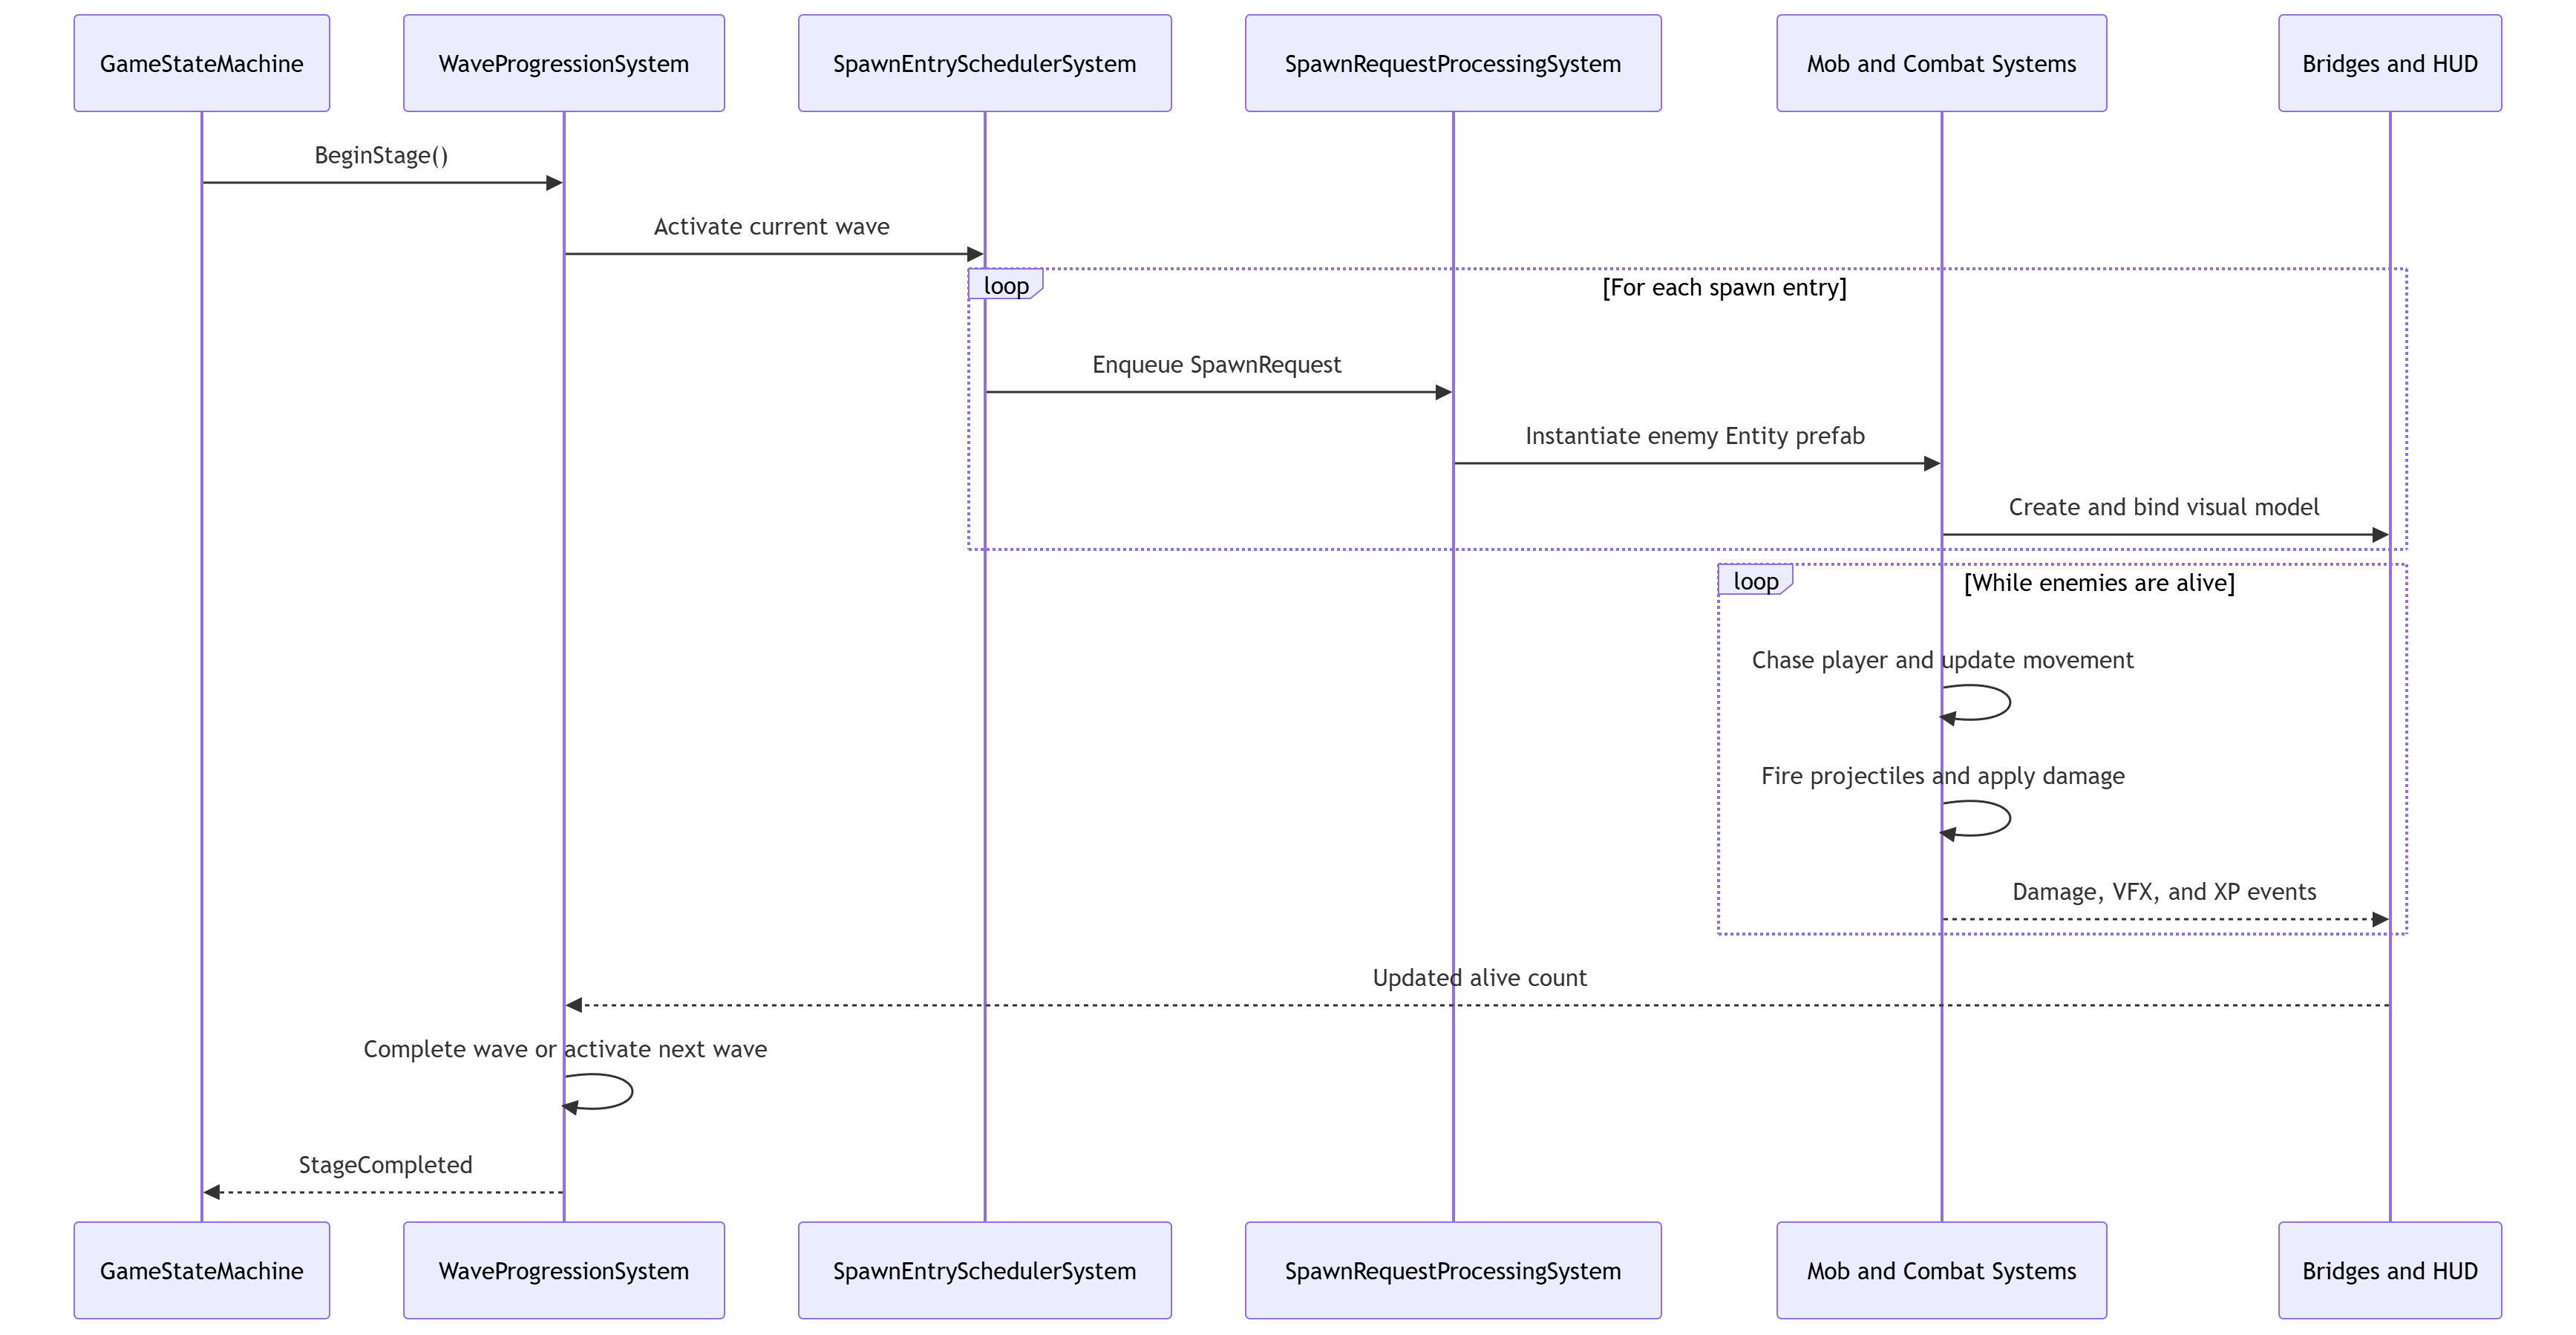 GameStateMachine
WaveProgressionSystem
SpawnEntrySchedulerSystem
SpawnRequestProcessingSystem
Mob and Combat Systems
Bridges and HUD
BeginStage()
Activate current wave
loop
[For each spawn entry]
Enqueue SpawnRequest
Instantiate enemy Entity prefab
Create and bind visual model
loop
[While enemies are alive]
Chase player and update movement
Fire projectiles and apply damage
Damage, VFX, and XP events
Updated alive count
Complete wave or activate next wave
StageCompleted
GameStateMachine
WaveProgressionSystem
SpawnEntrySchedulerSystem
SpawnRequestProcessingSystem
Mob and Combat Systems
Bridges and HUD